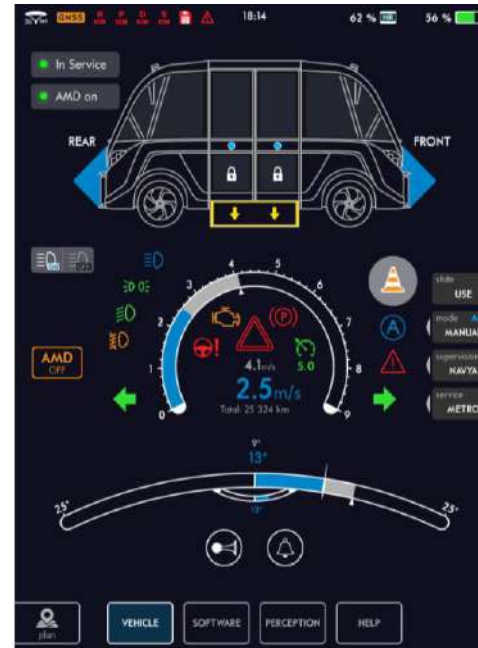 GNSS R P D S 18:14 62 % 56 %
In Service
AMD on
REAR FRONT
4 5
3 6
2 7
1 8
0 9
(P)
4.1m/s 5.0
2.5m/s
Total: 25 324 km
AMD
OFF
A
state
USE
mode
MANUAL
supervision
NAVYA
service
METRO
9°
13°
25° 13° 25°
plan VEHICLE SOFTWARE PERCEPTION HELP